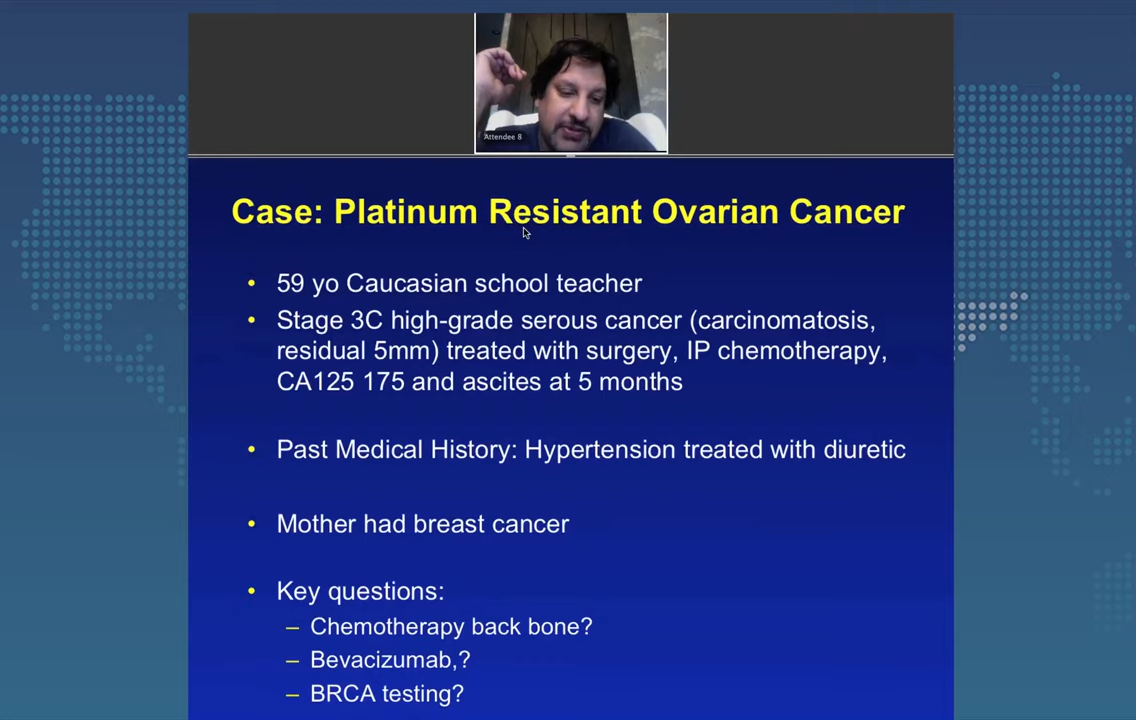 Attendee 8
Case: Platinum Resistant Ovarian Cancer
• 59 yo Caucasian school teacher
• Stage 3C high-grade serous cancer (carcinomatosis,
residual 5mm) treated with surgery, IP chemotherapy,
CA125 175 and ascites at 5 months
• Past Medical History: Hypertension treated with diuretic
• Mother had breast cancer
• Key questions:
– Chemotherapy back bone?
– Bevacizumab,?
– BRCA testing?